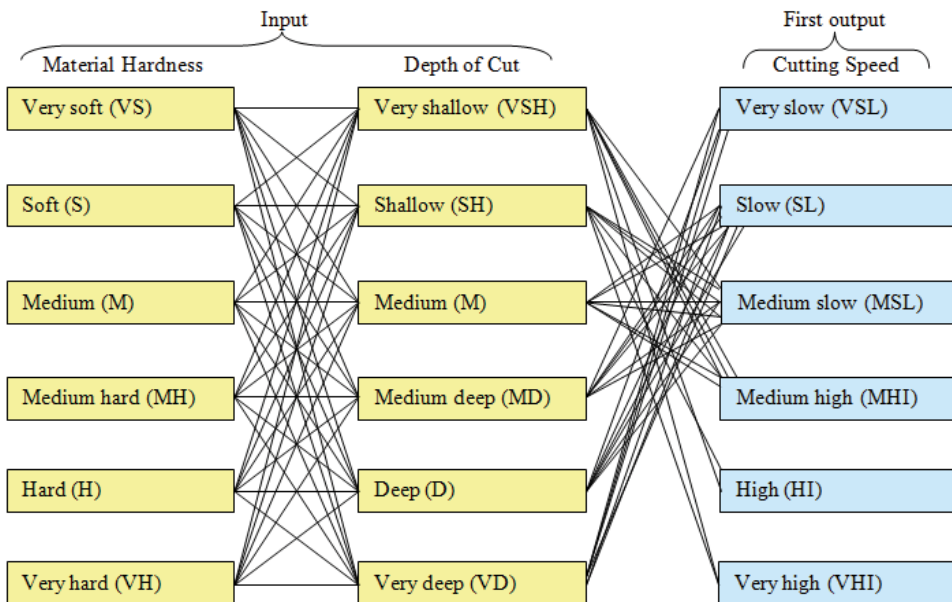 Input
First output
Material Hardness
Depth of Cut
Cutting Speed
Very soft (VS)
Very shallow (VSH)
Very slow (VSL)
Soft (S)
Shallow (SH)
Slow (SL)
Medium (M)
Medium (M)
Medium slow (MSL)
Medium hard (MH)
Medium deep (MD)
Medium high (MHI)
Hard (H)
Deep (D)
High (HI)
Very hard (VH)
Very deep (VD)
Very high (VHI)